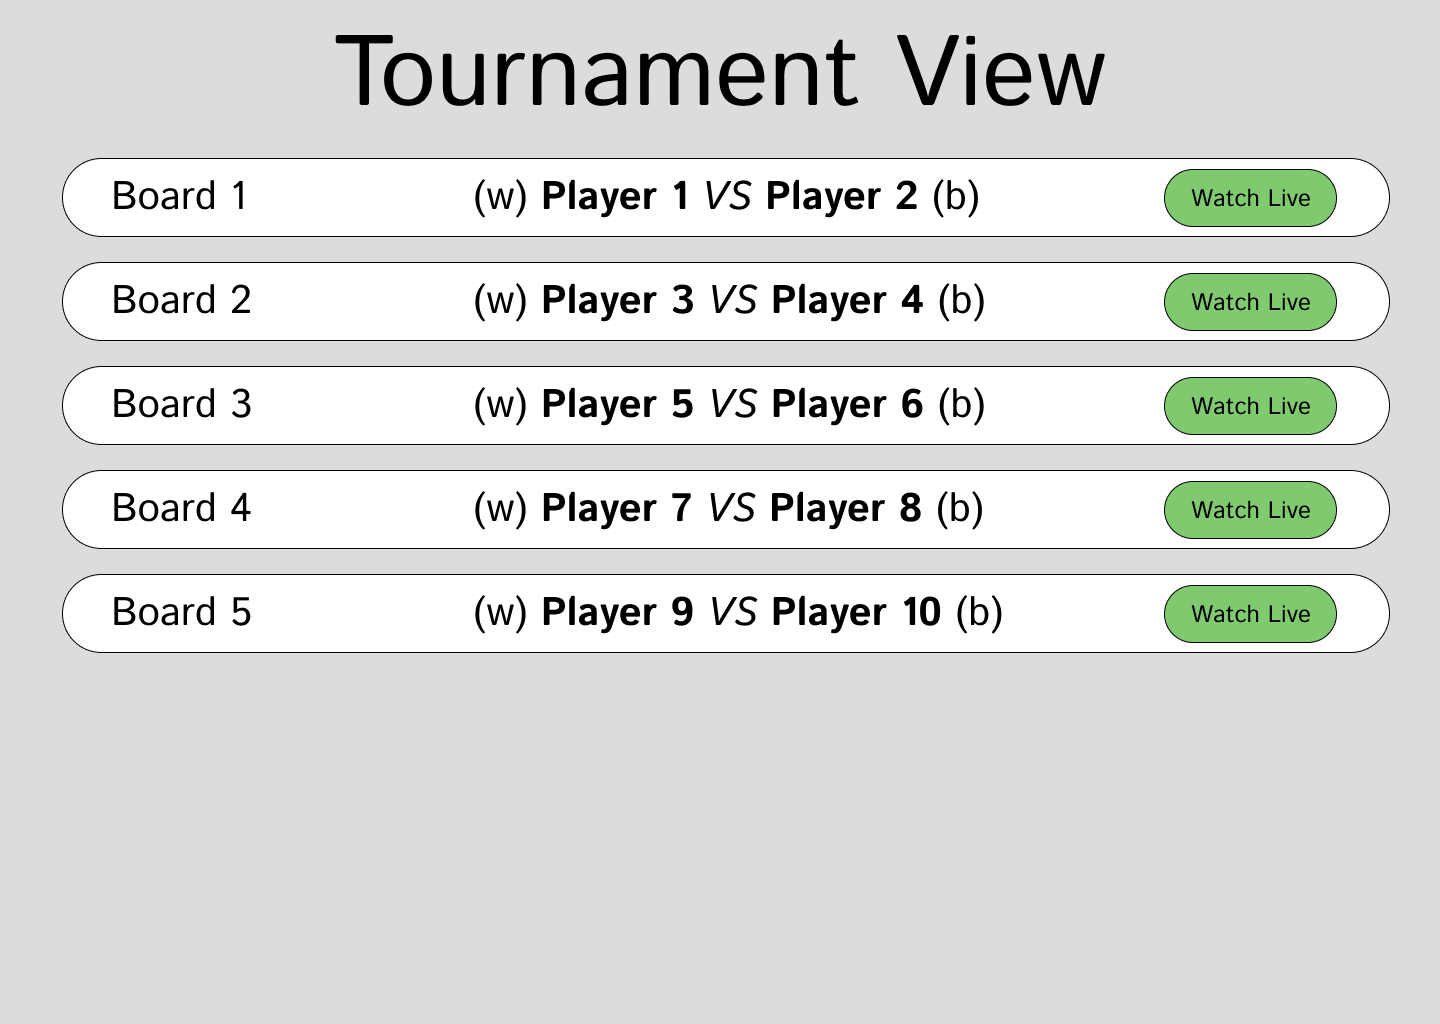 Tournament View
Board 1 (w) Player 1 VS Player 2 (b) Watch Live
Board 2 (w) Player 3 VS Player 4 (b) Watch Live
Board 3 (w) Player 5 VS Player 6 (b) Watch Live
Board 4 (w) Player 7 VS Player 8 (b) Watch Live
Board 5 (w) Player 9 VS Player 10 (b) Watch Live